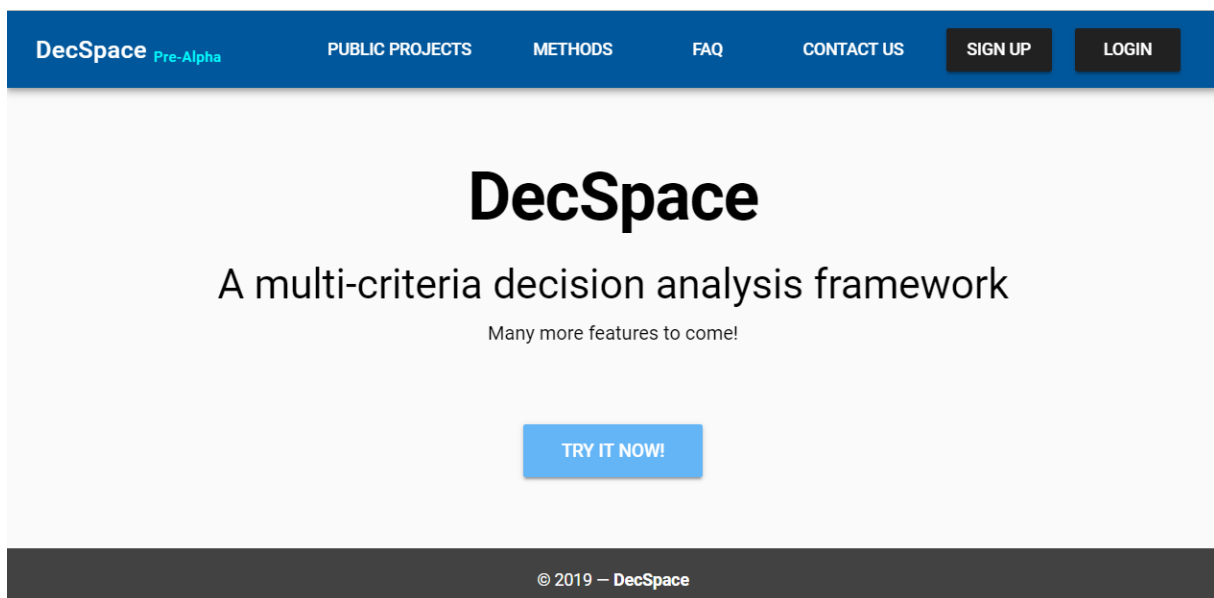 DecSpace Pre-Alpha PUBLIC PROJECTS METHODS FAQ CONTACT US SIGN UP LOGIN
DecSpace
A multi-criteria decision analysis framework
Many more features to come!
TRY IT NOW!
© 2019 — DecSpace